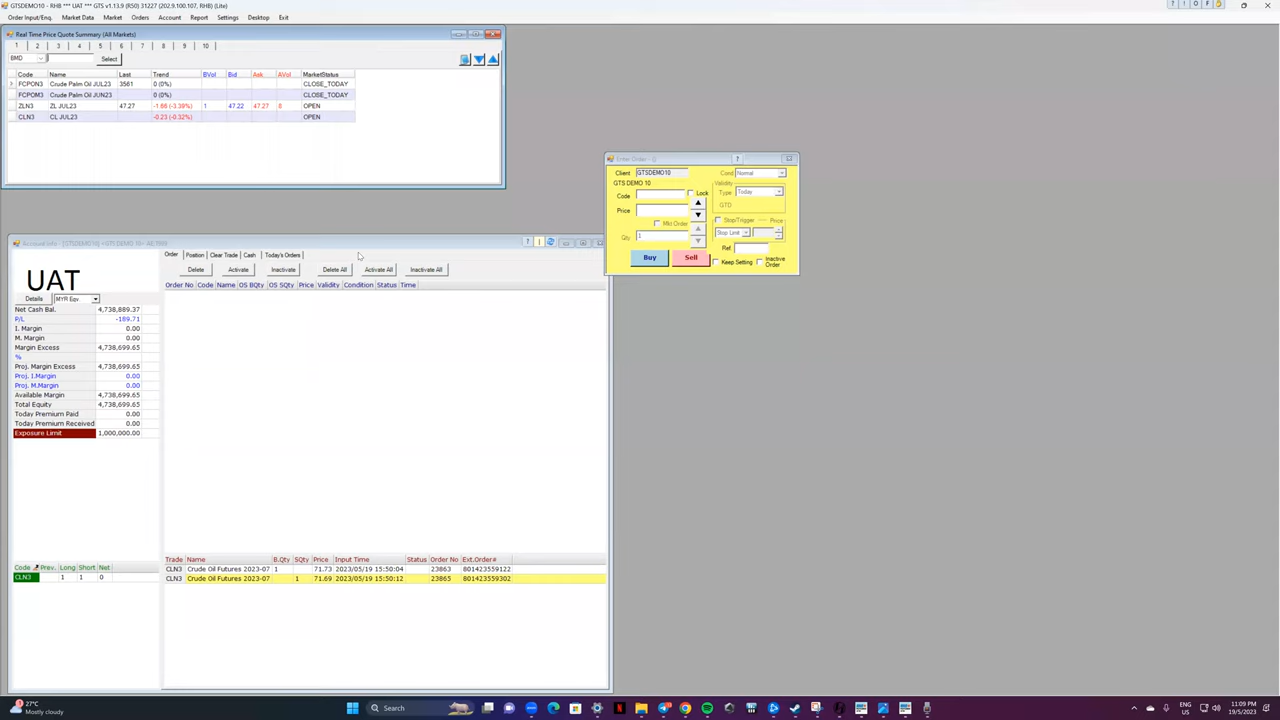 GTSDEMO10 - RHB *** UAT *** GTS v1.13.9 (R50) 31227 (202.9.100.107, RHB) (Lite)
Order Input/Enq. Market Data Market Orders Account Report Settings Desktop Exit
Real Time Price Quote Summary (All Markets)
1 2 3 4 5 6 7 8 9 10
BMD Select
Code Name Last Trend BVol Bid Ask AVol MarketStatus
FCPON3 Crude Palm Oil JUL23 3561 0 (0%) CLOSE_TODAY
FCPOM3 Crude Palm Oil JUN23 0 (0%) CLOSE_TODAY
ZLN3 ZL JUL23 47.27 -1.66 (-3.39%) 1 47.22 47.27 8 OPEN
CLN3 CL JUL23 -0.23 (-0.32%) OPEN
Enter Order - ()
Client GTSDEMO10 Cond Normal
GTS DEMO 10 Validity
Code Lock Type Today
Price GTD
Mkt Order Stop/Trigger Price
Qty 1 Stop Limit
Ref
Buy Sell Keep Setting Inactive Order
Account Info - [GTSDEMO10]
UAT
Details MYR Eqv.
Net Cash Bal. 4,738,889.37
P/L -189.71
I. Margin 0.00
M. Margin 0.00
Margin Excess 4,738,699.65
%
Proj. Margin Excess 4,738,699.65
Proj. I.Margin 0.00
Proj. M.Margin 0.00
Available Margin 4,738,699.65
Total Equity 4,738,699.65
Today Premium Paid 0.00
Today Premium Received 0.00
Exposure Limit 1,000,000.00
Order Position Clear Trade Cash Today's Orders
Delete Activate Inactivate Delete All Activate All Inactivate All
Order No Code Name OS BQty OS SQty Price Validity Condition Status Time
Code Prev. Long Short Net
CLN3 1 1 0
Trade Name B.Qty SQty Price Input Time Status Order No Ext.Order#
CLN3 Crude Oil Futures 2023-07 1 71.73 2023/05/19 15:50:04 23863 801423559122
CLN3 Crude Oil Futures 2023-07 1 71.69 2023/05/19 15:50:12 23865 801423559302
27°C
Mostly cloudy
Search
ENG
US
11:09 PM
19/5/2023